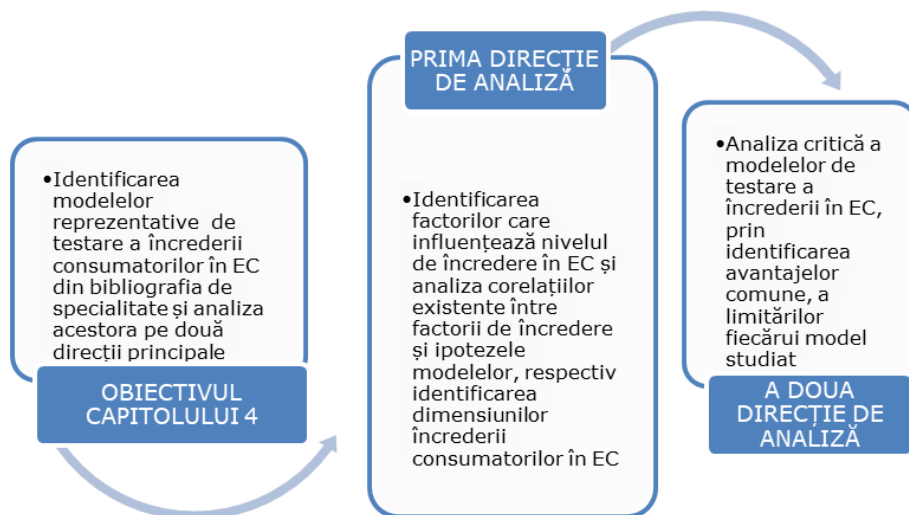 •Identificarea
modelelor
reprezentative de
testare a încrederii
consumatorilor în EC
din bibliografia de
specialitate și analiza
acestora pe două
direcții principale
OBIECTIVUL
CAPITOLULUI 4
PRIMA DIRECȚIE
DE ANALIZĂ
•Identificarea
factorilor care
influențează nivelul
de încredere în EC și
analiza corelațiilor
existente între
factorii de încredere
și ipotezele
modelelor, respectiv
identificarea
dimensiunilor
încrederii
consumatorilor în EC
•Analiza critică a
modelelor de
testare a
încrederii în EC,
prin
identificarea
avantajelor
comune, a
limitărilor
fiecărui model
studiat
A DOUA
DIRECȚIE DE
ANALIZĂ